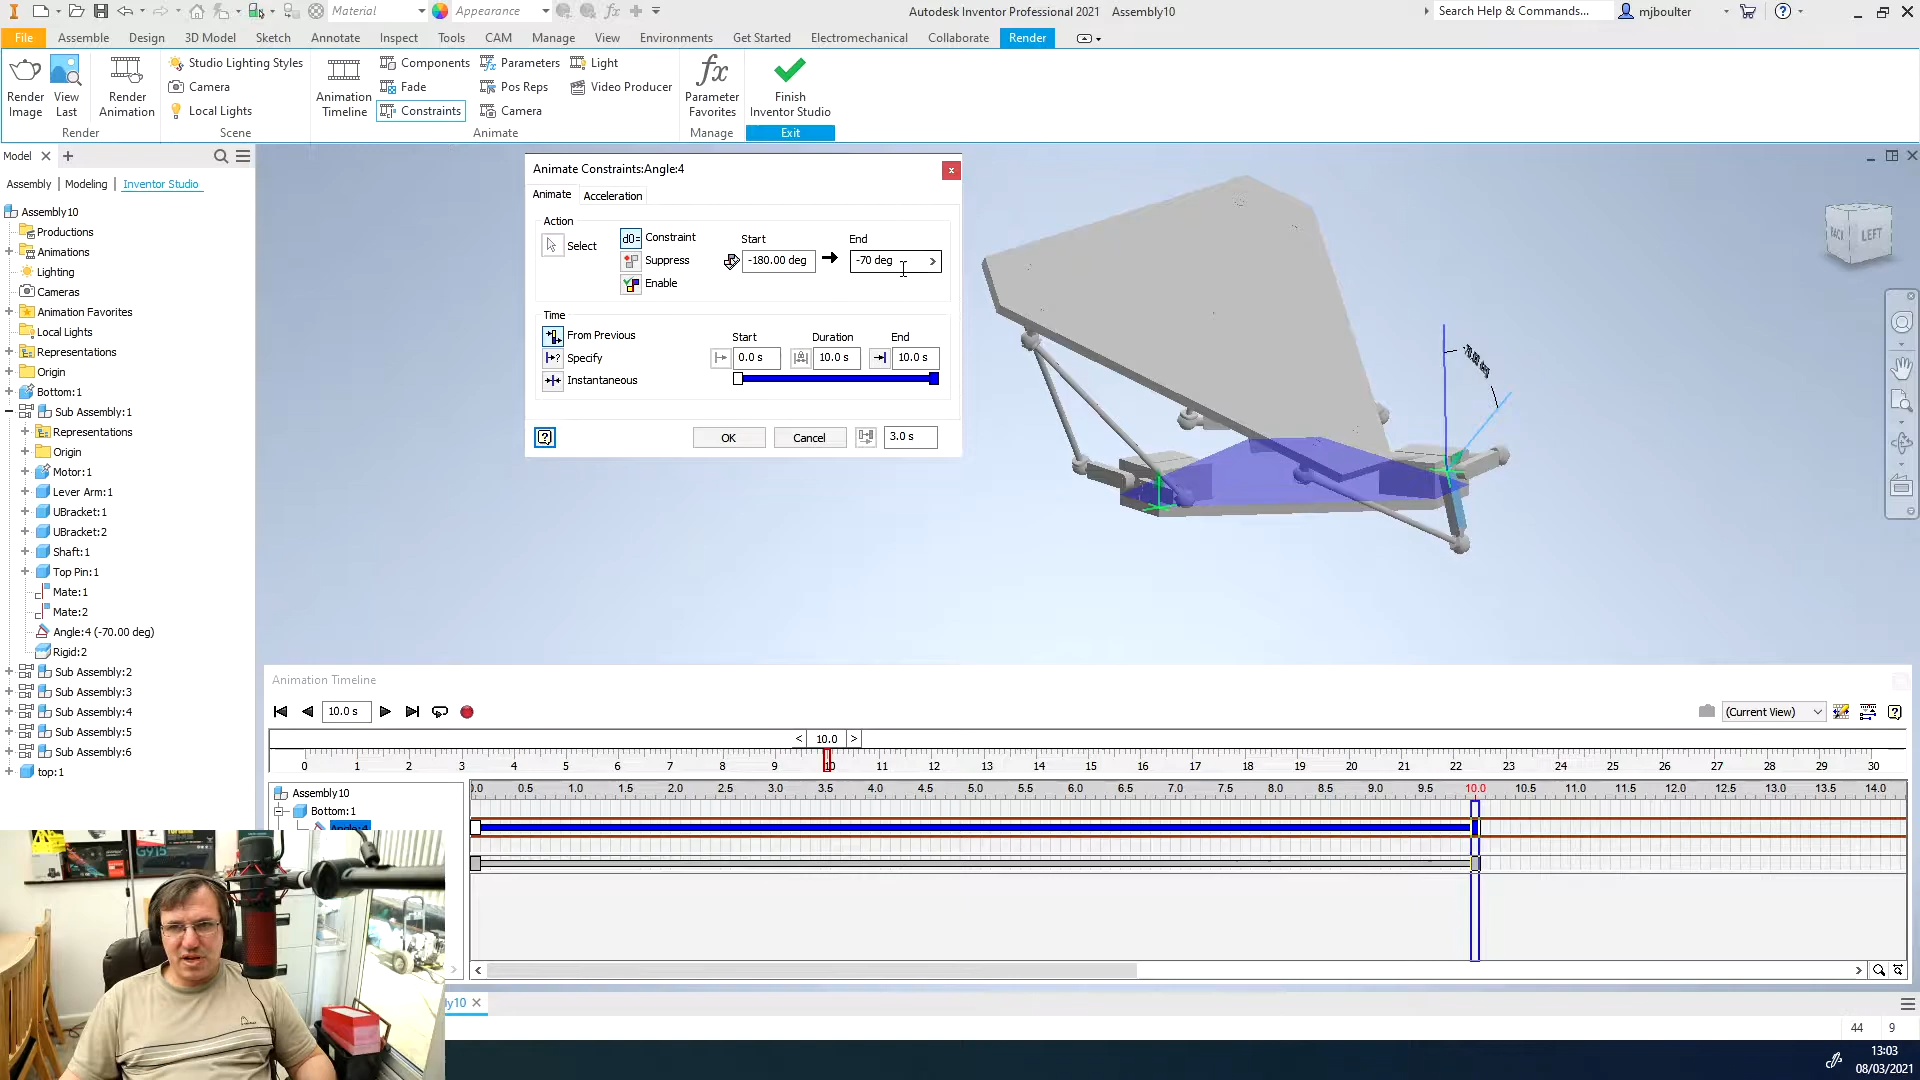 Material
Appearance
Autodesk Inventor Professional 2021 Assembly10
Search Help & Commands...
mjboulter
File Assemble Design 3D Model Sketch Annotate Inspect Tools CAM Manage View Environments Get Started Electromechanical Collaborate Render
Render Image
View Last
Render Animation
Studio Lighting Styles
Camera
Local Lights
Animation Timeline
Components
Fade
Constraints
Parameters
Pos Reps
Camera
Light
Video Producer
Parameter Favorites
Finish Inventor Studio
Render Scene Animate Manage Exit
Model
Assembly | Modeling | Inventor Studio
Assembly10
Productions
Animations
Lighting
Cameras
Animation Favorites
Local Lights
Representations
Origin
Bottom:1
Sub Assembly:1
Representations
Origin
Motor:1
Lever Arm:1
UBracket:1
UBracket:2
Shaft:1
Top Pin:1
Mate:1
Mate:2
Angle:4 (-70.00 deg)
Rigid:2
Sub Assembly:2
Sub Assembly:3
Sub Assembly:4
Sub Assembly:5
Sub Assembly:6
top:1
Animate Constraints:Angle:4
Animate Acceleration
Action
Select
Constraint
Suppress
Enable
Start End
-180.00 deg -70 deg
Time
From Previous
Specify
Instantaneous
Start Duration End
0.0 s 10.0 s 10.0 s
OK Cancel 3.0 s
BACK LEFT
-70.00 deg
Animation Timeline
10.0 s
(Current View)
< 10.0 >
0 1 2 3 4 5 6 7 8 9 10 11 12 13 14 15 16 17 18 19 20 21 22 23 24 25 26 27 28 29 30
Assembly10
Bottom:1
Angle:4
0.0 0.5 1.0 1.5 2.0 2.5 3.0 3.5 4.0 4.5 5.0 5.5 6.0 6.5 7.0 7.5 8.0 8.5 9.0 9.5 10.0 10.5 11.0 11.5 12.0 12.5 13.0 13.5 14.0
G915
ly10
44 9
13:03
08/03/2021